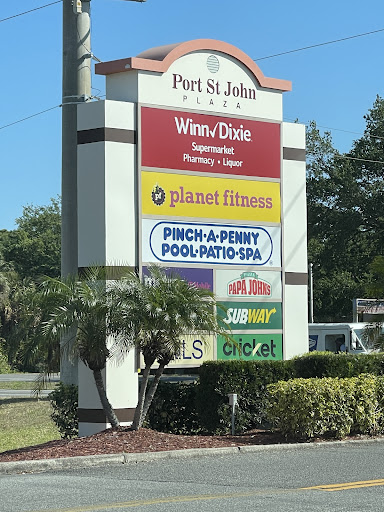 Port St John
PLAZA
Winn✓Dixie
Supermarket
Pharmacy • Liquor
pf
planet fitness
PINCH•A•PENNY
POOL•PATIO•SPA
PAPA JOHNS
SUBWAY
cricket